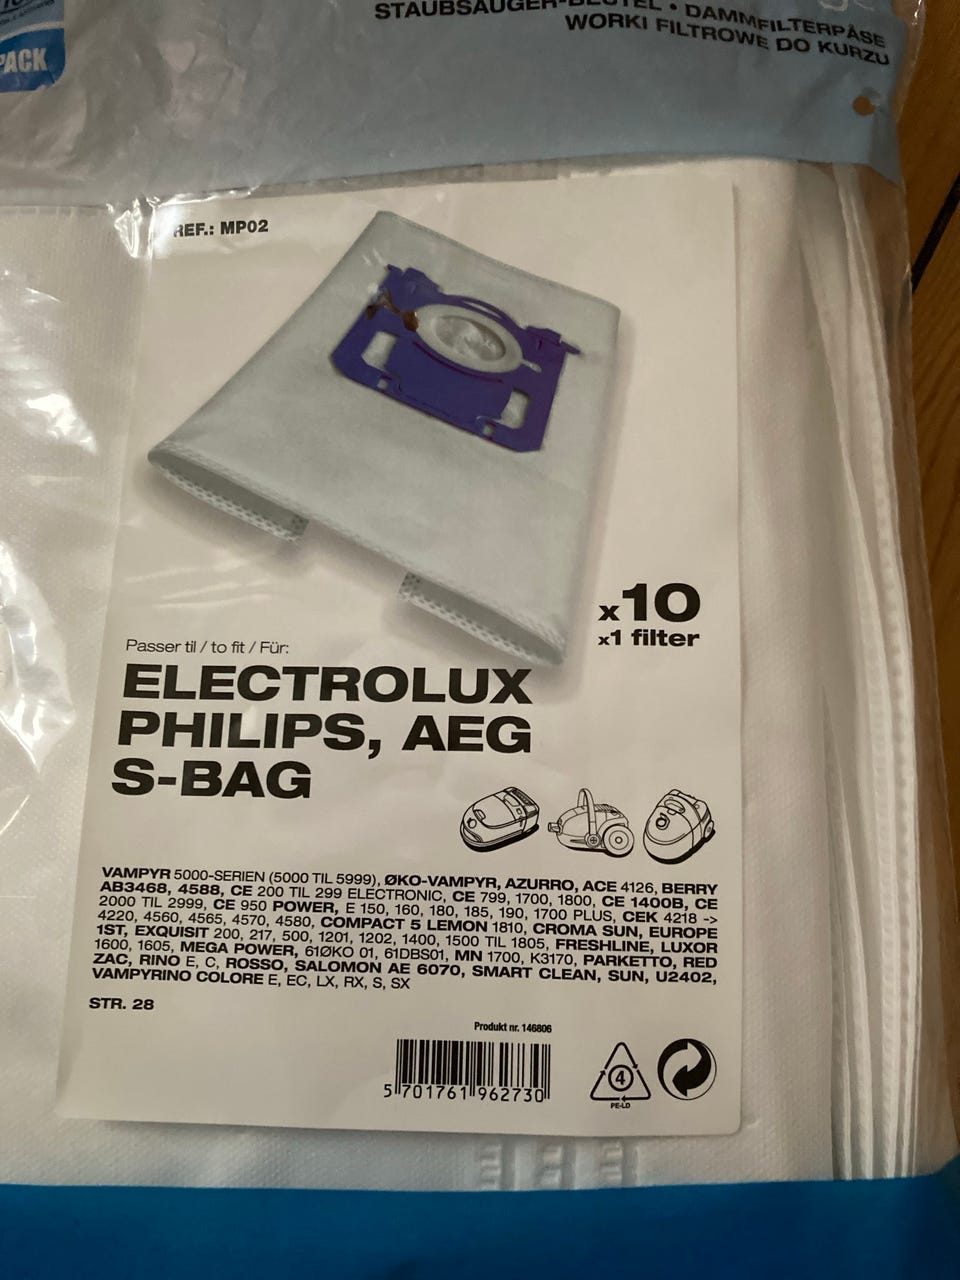 PACK
STAUBSAUGER-BEUTEL • DAMMFILTERPÅSE
WORKI FILTROWE DO KURZU
REF.: MP02
x10
x1 filter
Passer til / to fit / Für:
ELECTROLUX
PHILIPS, AEG
S-BAG
VAMPYR 5000-SERIEN (5000 TIL 5999), ØKO-VAMPYR, AZURRO, ACE 4126, BERRY
AB3468, 4588, CE 200 TIL 299 ELECTRONIC, CE 799, 1700, 1800, CE 1400B, CE
2000 TIL 2999, CE 950 POWER, E 150, 160, 180, 185, 190, 1700 PLUS, CEK 4218 ->
4220, 4560, 4565, 4570, 4580, COMPACT 5 LEMON 1810, CROMA SUN, EUROPE
1ST, EXQUISIT 200, 217, 500, 1201, 1202, 1400, 1500 TIL 1805, FRESHLINE, LUXOR
1600, 1605, MEGA POWER, 61ØKO 01, 61DBS01, MN 1700, K3170, PARKETTO, RED
ZAC, RINO E, C, ROSSO, SALOMON AE 6070, SMART CLEAN, SUN, U2402,
VAMPYRINO COLORE E, EC, LX, RX, S, SX
STR. 28
Produkt nr. 146806
5 701761 962730
4
PE-LD